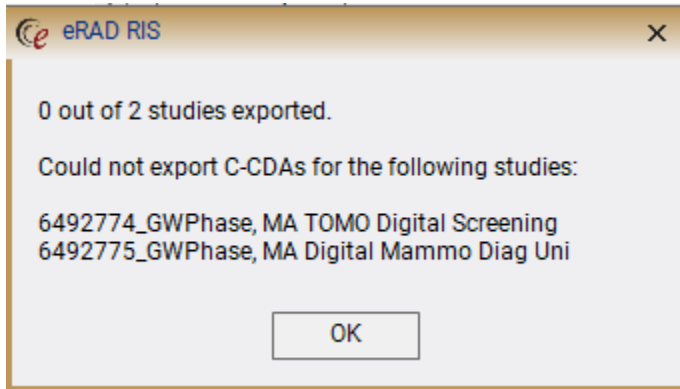 eRAD RIS
0 out of 2 studies exported.
Could not export C-CDAs for the following studies:
6492774_GWPhase, MA TOMO Digital Screening
6492775_GWPhase, MA Digital Mammo Diag Uni
OK